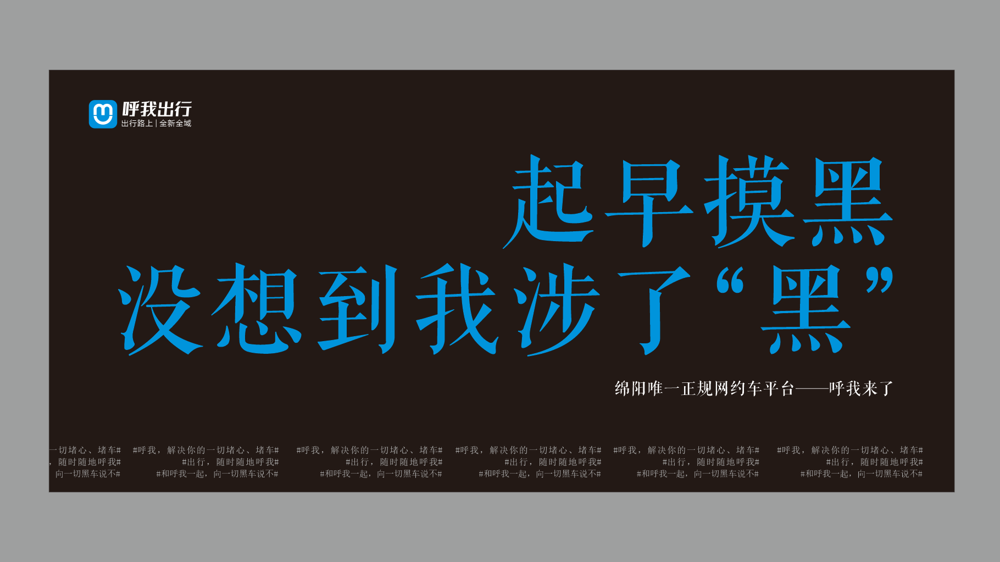 呼我出行
出行路上|全新全域
起早摸黑
没想到我涉了“黑”
绵阳唯一正规网约车平台——呼我来了
一切堵心、堵车# #呼我，解决你的一切堵心、堵车# #呼我，解决你的一切堵心、堵车# #呼我，解决你的一切堵心、堵车# #呼我，解决你的一切堵心、堵车# #呼我，解决你的一切堵心、堵车#
，随时随地呼我# #出行，随时随地呼我# #出行，随时随地呼我# #出行，随时随地呼我# #出行，随时随地呼我# #出行，随时随地呼我#
向一切黑车说不# #和呼我一起，向一切黑车说不# #和呼我一起，向一切黑车说不# #和呼我一起，向一切黑车说不# #和呼我一起，向一切黑车说不# #和呼我一起，向一切黑车说不#